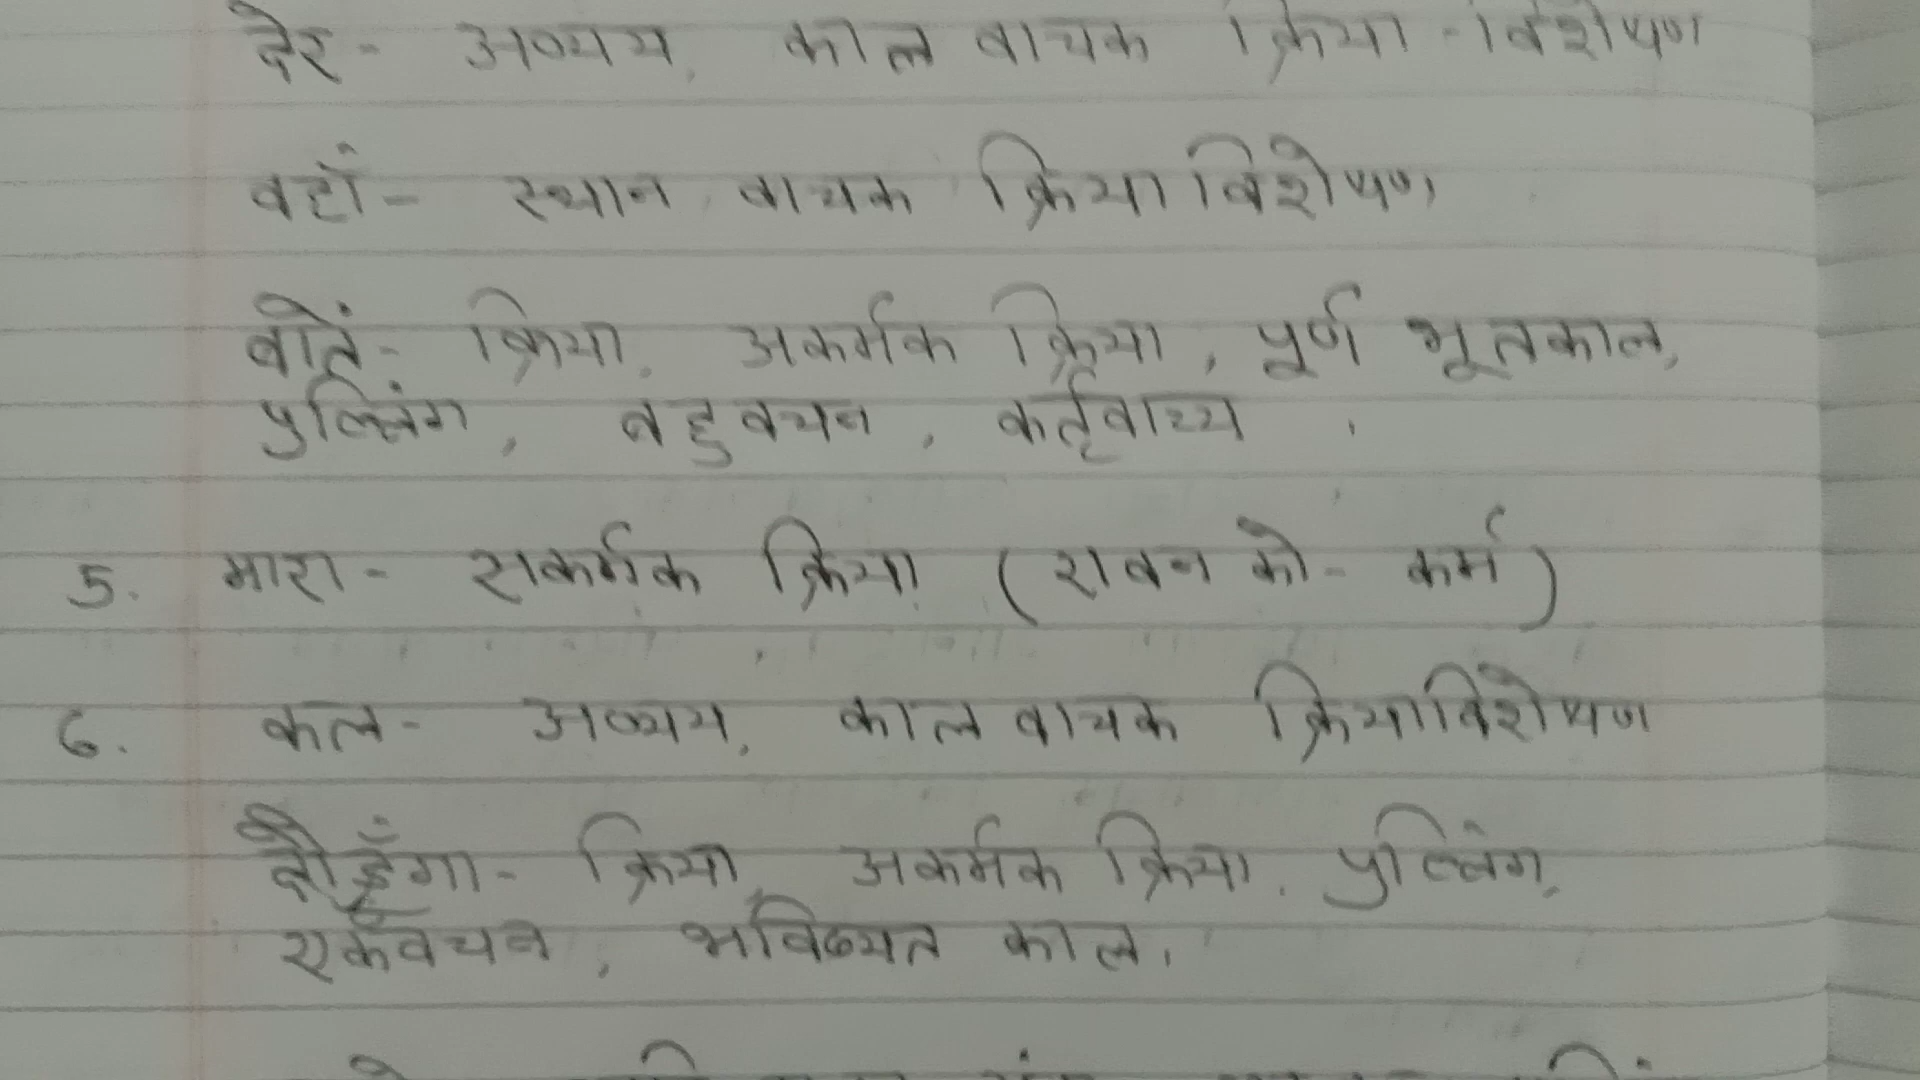 देर - अव्यय, काल वाचक क्रिया - विशेषण
वहाँ - स्थान वाचक क्रियाविशेषण
बोतें - क्रिया, अकर्मक क्रिया, पूर्ण भूतकाल,
पुल्लिंग, बहुवचन, कर्तृवाच्य ,
5. मारा - सकर्मक क्रिया (रावन को - कर्म)
6. कल - अव्यय, काल वाचक क्रियाविशेषण
दौड़ूँगा - क्रिया, अकर्मक क्रिया, पुल्लिंग,
एकवचन, भविष्यत काल,